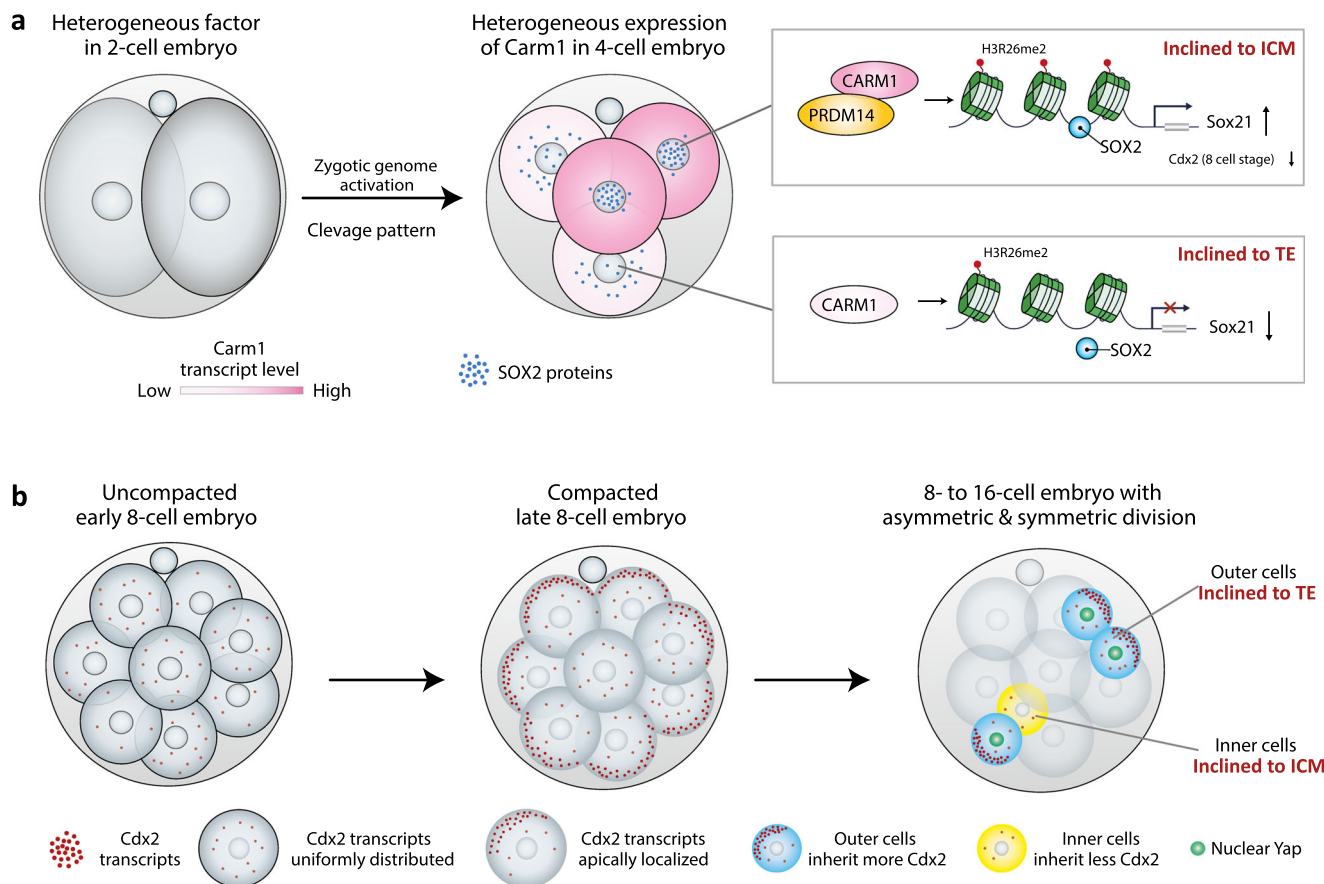 a
Heterogeneous factor
in 2-cell embryo
Zygotic genome
activation
Clevage pattern
Heterogeneous expression
of Carm1 in 4-cell embryo
Inclined to ICM
H3R26me2
CARM1
PRDM14
SOX2
Sox21
Cdx2 (8 cell stage)
Inclined to TE
H3R26me2
CARM1
SOX2
Sox21
Carm1
transcript level
Low
High
SOX2 proteins
b
Uncompacted
early 8-cell embryo
Compacted
late 8-cell embryo
8- to 16-cell embryo with
asymmetric & symmetric division
Outer cells
Inclined to TE
Inner cells
Inclined to ICM
Cdx2
transcripts
Cdx2 transcripts
uniformly distributed
Cdx2 transcripts
apically localized
Outer cells
inherit more Cdx2
Inner cells
inherit less Cdx2
Nuclear Yap